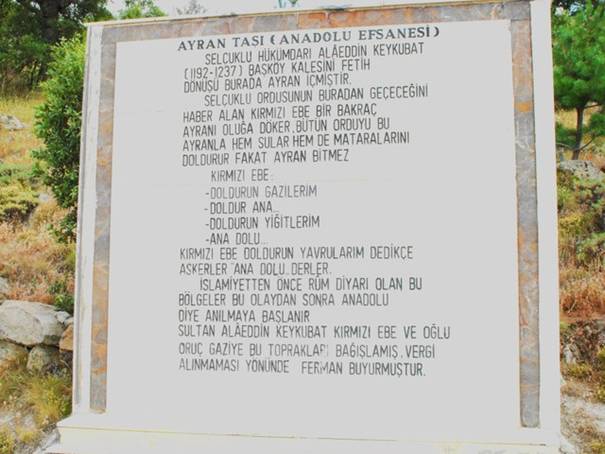 AYRAN TAŞI (ANADOLU EFSANESİ)
SELÇUKLU HÜKÜMDARI ALÂEDDİN KEYKUBAT
(1192-1237) BAŞKÖY KALESİNİ FETİH
DÖNÜŞÜ BURADA AYRAN İÇMİŞTİR.
SELÇUKLU ORDUSUNUN BURADAN GEÇECEĞİNİ
HABER ALAN KIRMIZI EBE BİR BAKRAÇ
AYRANI OLUĞA DÖKER, BÜTÜN ORDUYU BU
AYRANLA HEM SULAR HEM DE MATARALARINI
DOLDURUR FAKAT AYRAN BİTMEZ
KIRMIZI EBE:
-DOLDURUN GAZİLERİM
-DOLDUR ANA...
-DOLDURUN YİĞİTLERİM
-ANA DOLU...
KIRMIZI EBE DOLDURUN YAVRULARIM DEDİKÇE
ASKERLER "ANA DOLU.. DERLER.
İSLAMİYETTEN ÖNCE RÜM DİYARI OLAN BU
BÖLGELER BU OLAYDAN SONRA ANADOLU
DİYE ANILMAYA BAŞLANIR
SULTAN ALÂEDDİN KEYKUBAT KIRMIZI EBE VE OĞLU
ORUÇ GAZİYE BU TOPRAKLARI BAĞIŞLAMIŞ, VERGİ
ALINMAMASI YÖNÜNDE FERMAN BUYURMUŞTUR.